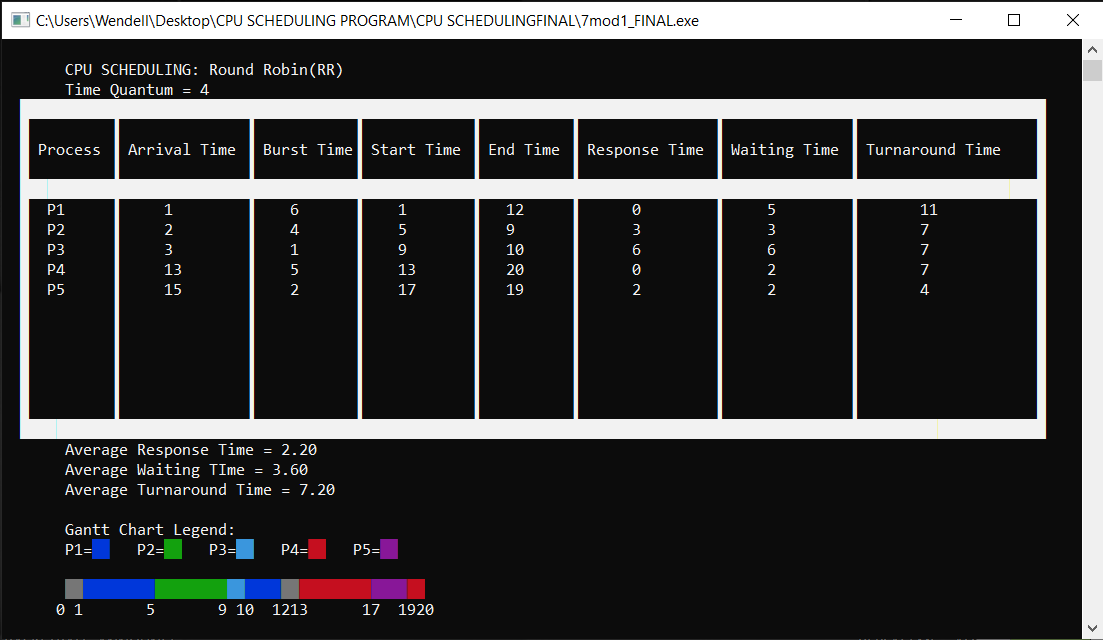 C:\Users\Wendell\Desktop\CPU SCHEDULING PROGRAM\CPU SCHEDULINGFINAL\7mod1_FINAL.exe
CPU SCHEDULING: Round Robin(RR)
Time Quantum = 4
Process Arrival Time Burst Time Start Time End Time Response Time Waiting Time Turnaround Time
P1 1 6 1 12 0 5 11
P2 2 4 5 9 3 3 7
P3 3 1 9 10 6 6 7
P4 13 5 13 20 0 2 7
P5 15 2 17 19 2 2 4
Average Response Time = 2.20
Average Waiting TIme = 3.60
Average Turnaround Time = 7.20
Gantt Chart Legend:
P1= P2= P3= P4= P5=
0 1 5 9 10 1213 17 1920